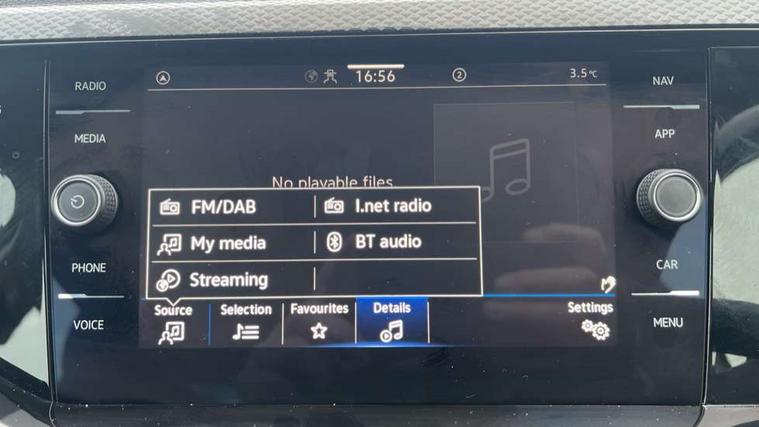 RADIO
MEDIA
PHONE
VOICE
16:56
2
3.5°C
No playable files.
FM/DAB
I.net radio
My media
BT audio
Streaming
Source
Selection
Favourites
Details
Settings
NAV
APP
CAR
MENU